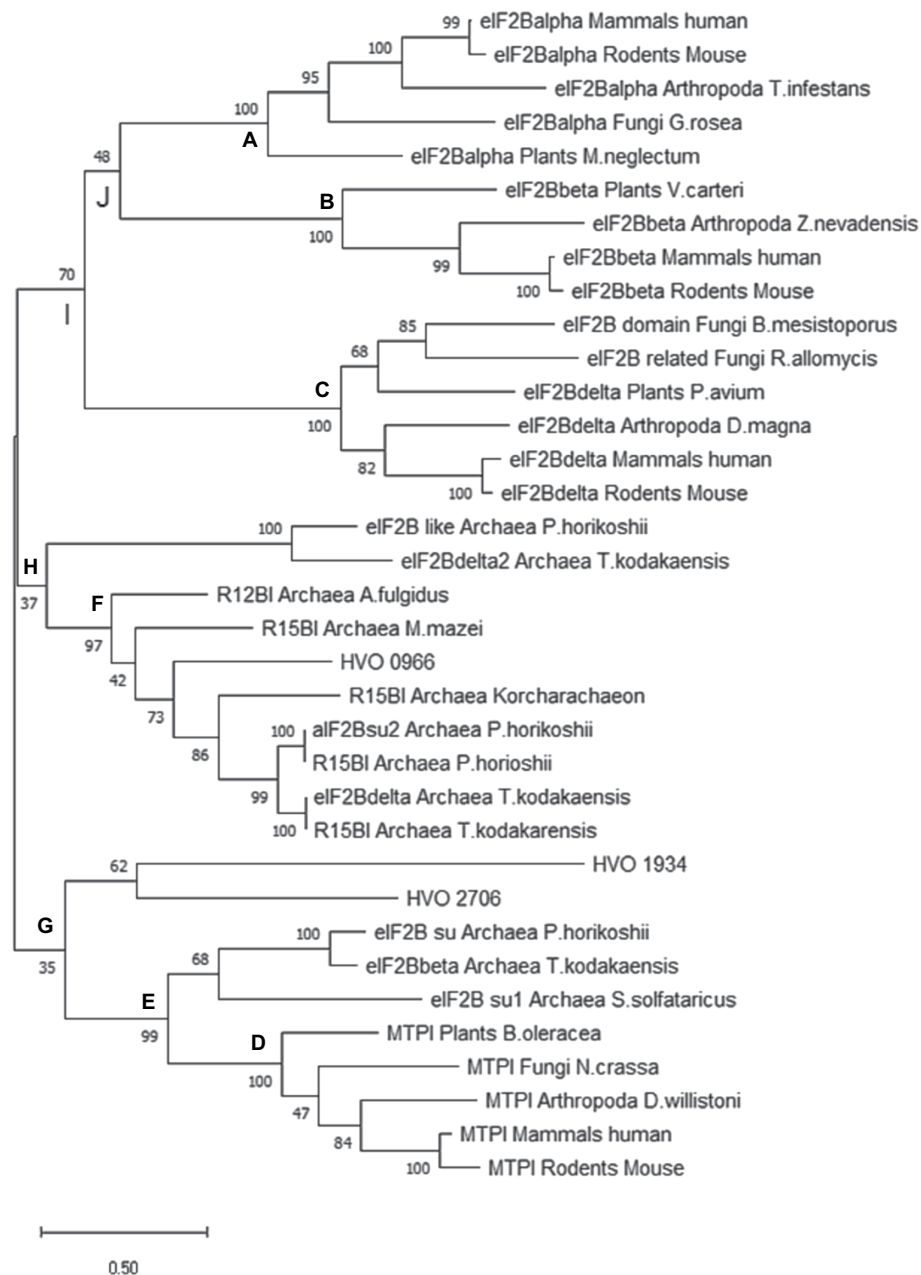 99 eIF2Balpha Mammals human
100 eIF2Balpha Rodents Mouse
95 eIF2Balpha Arthropoda T.infestans
100 A eIF2Balpha Fungi G.rosea
48 J eIF2Balpha Plants M.neglectum
B eIF2Bbeta Plants V.carteri
100 eIF2Bbeta Arthropoda Z.nevadensis
99 eIF2Bbeta Mammals human
70 I 100 eIF2Bbeta Rodents Mouse
85 eIF2B domain Fungi B.mesistoporus
68 eIF2B related Fungi R.allomycis
C eIF2Bdelta Plants P.avium
100 eIF2Bdelta Arthropoda D.magna
82 eIF2Bdelta Mammals human
100 eIF2Bdelta Rodents Mouse
100 eIF2B like Archaea P.horikoshii
H eIF2Bdelta2 Archaea T.kodakaensis
37 F R12BI Archaea A.fulgidus
97 R15BI Archaea M.mazei
42 HVO 0966
73 R15BI Archaea Korcharachaeon
86 100 aIF2Bsu2 Archaea P.horikoshii
R15BI Archaea P.horioshii
99 eIF2Bdelta Archaea T.kodakaensis
100 R15BI Archaea T.kodakarensis
62 HVO 1934
HVO 2706
G 100 eIF2B su Archaea P.horikoshii
35 68 eIF2Bbeta Archaea T.kodakaensis
E eIF2B su1 Archaea S.solfataricus
99 D MTPI Plants B.oleracea
100 MTPI Fungi N.crassa
47 MTPI Arthropoda D.willistoni
84 MTPI Mammals human
100 MTPI Rodents Mouse
0.50